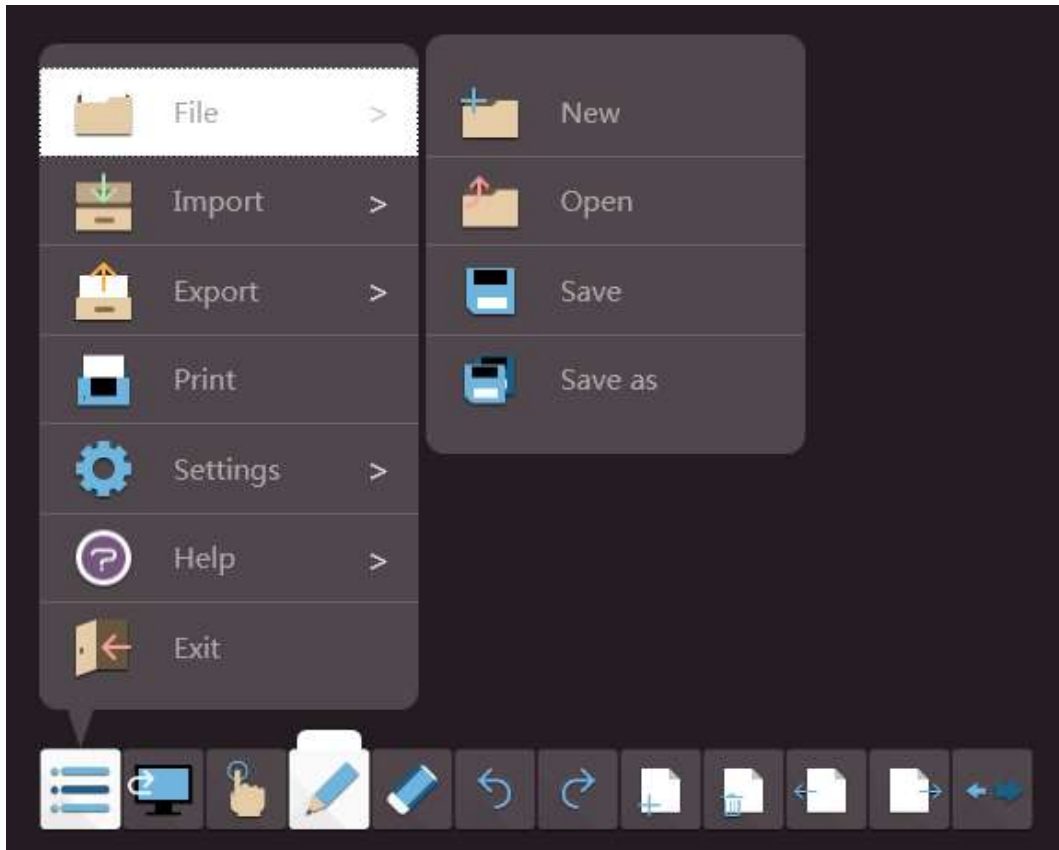 File >
Import >
Export >
Print
Settings >
Help >
Exit
New
Open
Save
Save as